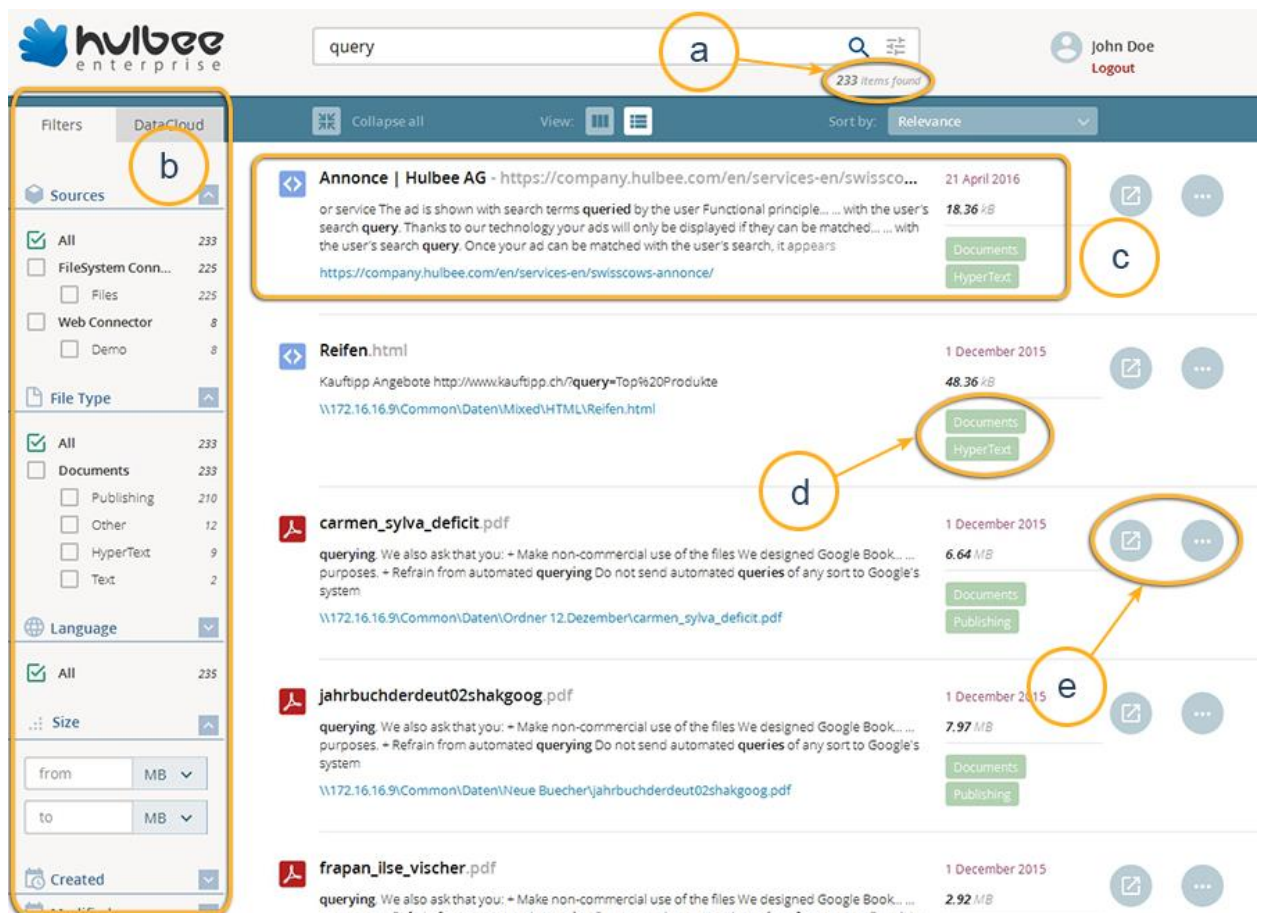 hulbee
enterprise
query
a
233 items found
John Doe
Logout
Filters
DataCloud
b
Collapse all
View:
Sort by:
Relevance
Sources
All 233
FileSystem Conn... 225
Files 225
Web Connector 8
Demo 8
File Type
All 233
Documents 233
Publishing 210
Other 12
HyperText 9
Text 2
Language
All 235
Size
from MB
to MB
Created
Annonce | Hulbee AG - https://company.hulbee.com/en/services-en/swissco...
or service The ad is shown with search terms queried by the user Functional principle... ... with the user's
search query. Thanks to our technology your ads will only be displayed if they can be matched... ... with
the user's search query. Once your ad can be matched with the user's search, it appears
https://company.hulbee.com/en/services-en/swisscows-annonce/
21 April 2016
18.36 kB
Documents
HyperText
c
Reifen.html
Kauftipp Angebote http://www.kauftipp.ch/?query=Top%20Produkte
\\172.16.16.9\Common\Daten\Mixed\HTML\Reifen.html
1 December 2015
48.36 kB
Documents
HyperText
d
carmen_sylva_deficit.pdf
querying. We also ask that you: + Make non-commercial use of the files We designed Google Book... ...
purposes. + Refrain from automated querying Do not send automated queries of any sort to Google's
system
\\172.16.16.9\Common\Daten\Ordner 12.Dezember\carmen_sylva_deficit.pdf
1 December 2015
6.64 MB
Documents
Publishing
e
jahrbuchderdeut02shakgoog.pdf
querying. We also ask that you: + Make non-commercial use of the files We designed Google Book... ...
purposes. + Refrain from automated querying Do not send automated queries of any sort to Google's
system
\\172.16.16.9\Common\Daten\Neue Buecher\jahrbuchderdeut02shakgoog.pdf
1 December 2015
7.97 MB
Documents
Publishing
frapan_ilse_vischer.pdf
querying. We also ask that you: + Make non-commercial use of the files We designed Google Book... ...
1 December 2015
2.92 MB